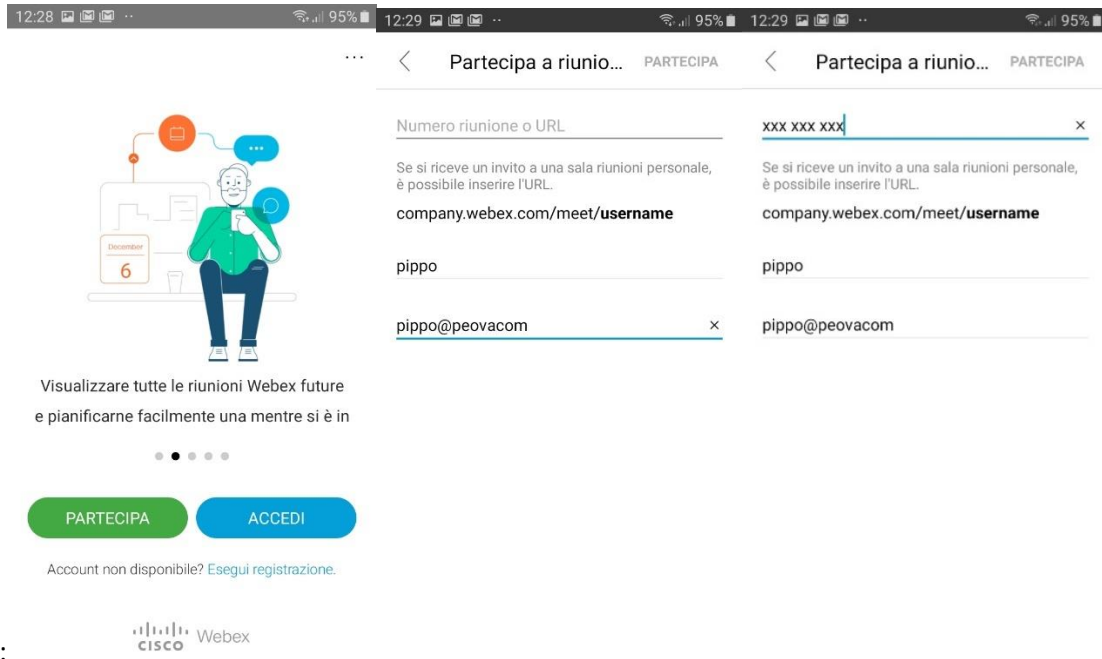 12:28
95%
...
December
6
Visualizzare tutte le riunioni Webex future
e pianificarne facilmente una mentre si è in
PARTECIPA
ACCEDI
Account non disponibile? Esegui registrazione.
CISCO Webex
:
12:29
95%
Partecipa a riunio...
PARTECIPA
Numero riunione o URL
Se si riceve un invito a una sala riunioni personale,
è possibile inserire l'URL.
company.webex.com/meet/username
pippo
pippo@peovacom
12:29
95%
Partecipa a riunio...
PARTECIPA
xxx xxx xxx
Se si riceve un invito a una sala riunioni personale,
è possibile inserire l'URL.
company.webex.com/meet/username
pippo
pippo@peovacom